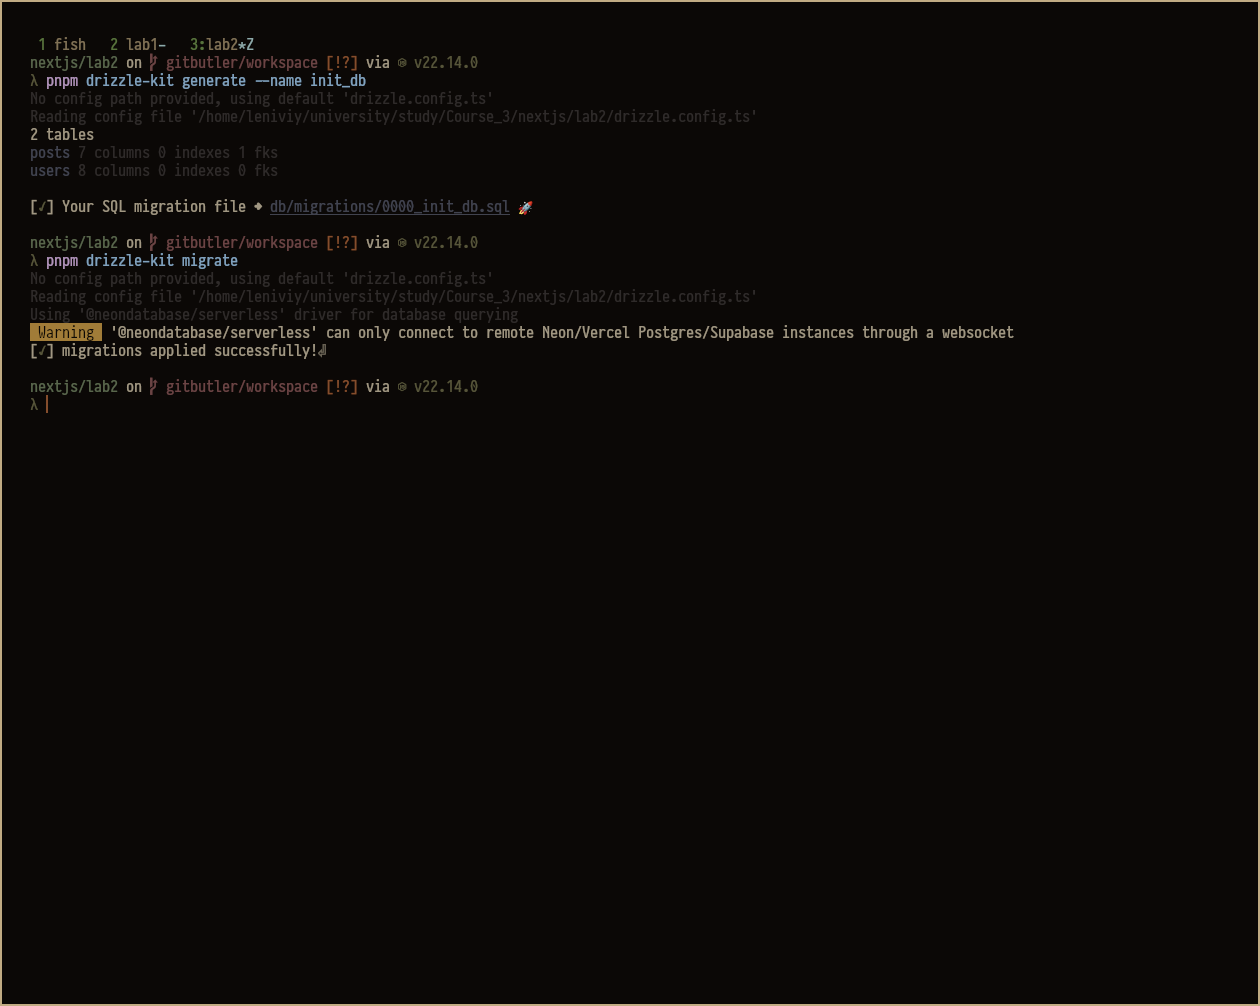 1 fish 2 lab1- 3:lab2*Z
nextjs/lab2 on gitbutler/workspace [!?] via v22.14.0
λ pnpm drizzle-kit generate --name init_db
No config path provided, using default 'drizzle.config.ts'
Reading config file '/home/leniviy/university/study/Course_3/nextjs/lab2/drizzle.config.ts'
2 tables
posts 7 columns 0 indexes 1 fks
users 8 columns 0 indexes 0 fks
[✓] Your SQL migration file ➜ db/migrations/0000_init_db.sql 🚀
nextjs/lab2 on gitbutler/workspace [!?] via v22.14.0
λ pnpm drizzle-kit migrate
No config path provided, using default 'drizzle.config.ts'
Reading config file '/home/leniviy/university/study/Course_3/nextjs/lab2/drizzle.config.ts'
Using '@neondatabase/serverless' driver for database querying
Warning '@neondatabase/serverless' can only connect to remote Neon/Vercel Postgres/Supabase instances through a websocket
[✓] migrations applied successfully!⏎
nextjs/lab2 on gitbutler/workspace [!?] via v22.14.0
λ